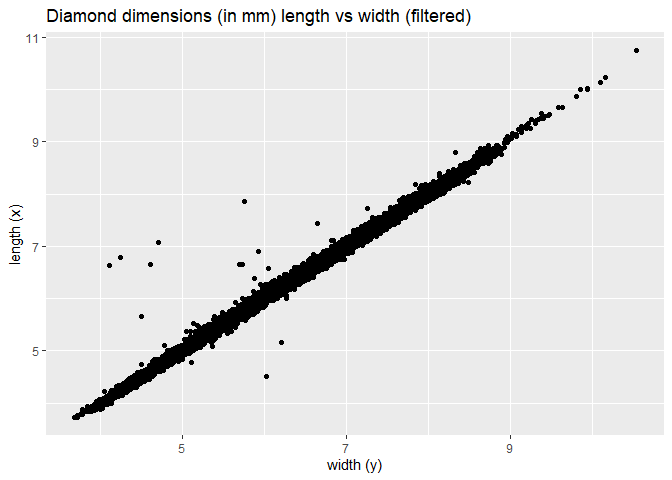 Diamond dimensions (in mm) length vs width (filtered)
11
9
7
5
length (x)
5 7 9
width (y)